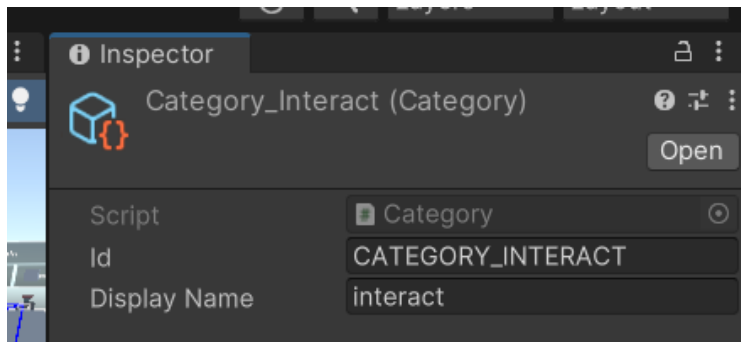 Inspector
Category_Interact (Category)
Open
Script
Category
Id
CATEGORY_INTERACT
Display Name
interact